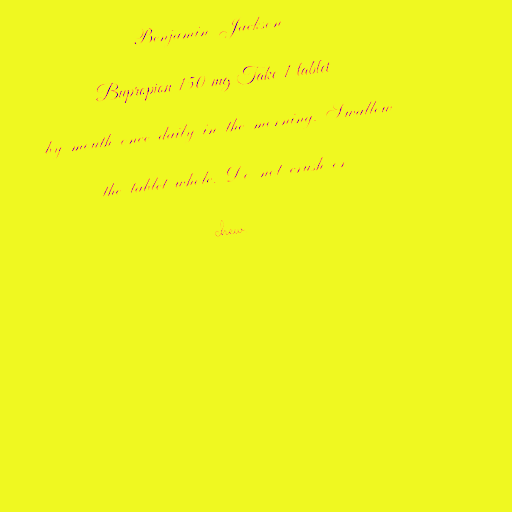 Benjamin Jackson
Bupropion 150 mg Take 1 tablet
by mouth once daily in the morning. Swallow
the tablet whole. Do not crush or
chew.